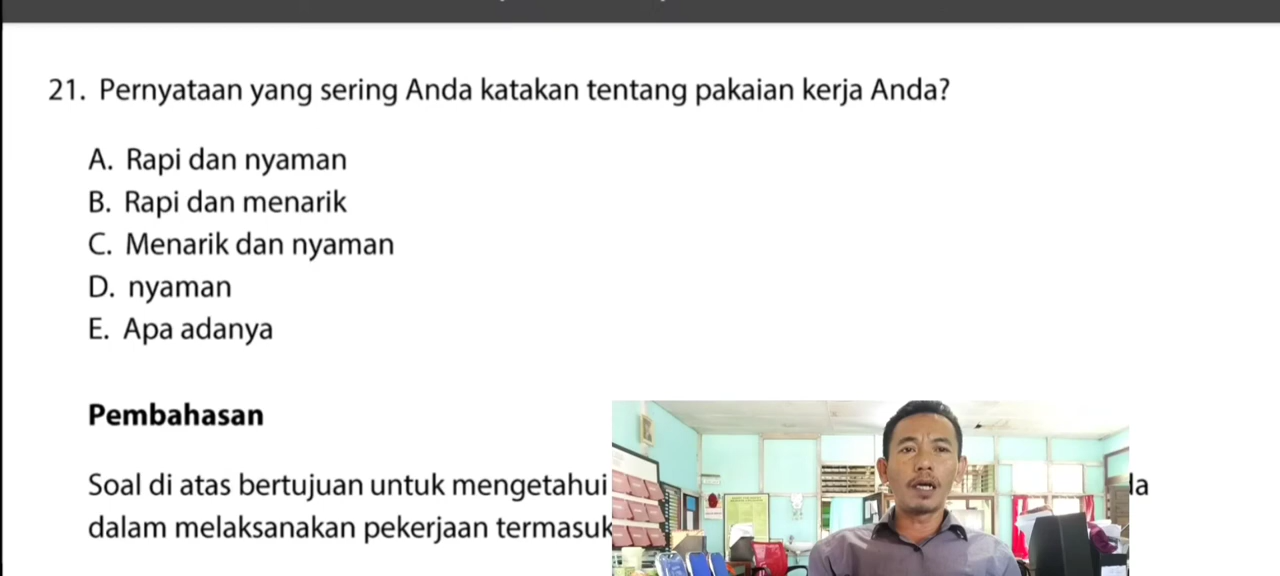 21. Pernyataan yang sering Anda katakan tentang pakaian kerja Anda?
A. Rapi dan nyaman
B. Rapi dan menarik
C. Menarik dan nyaman
D. nyaman
E. Apa adanya
Pembahasan
Soal di atas bertujuan untuk mengetahui
dalam melaksanakan pekerjaan termasuk